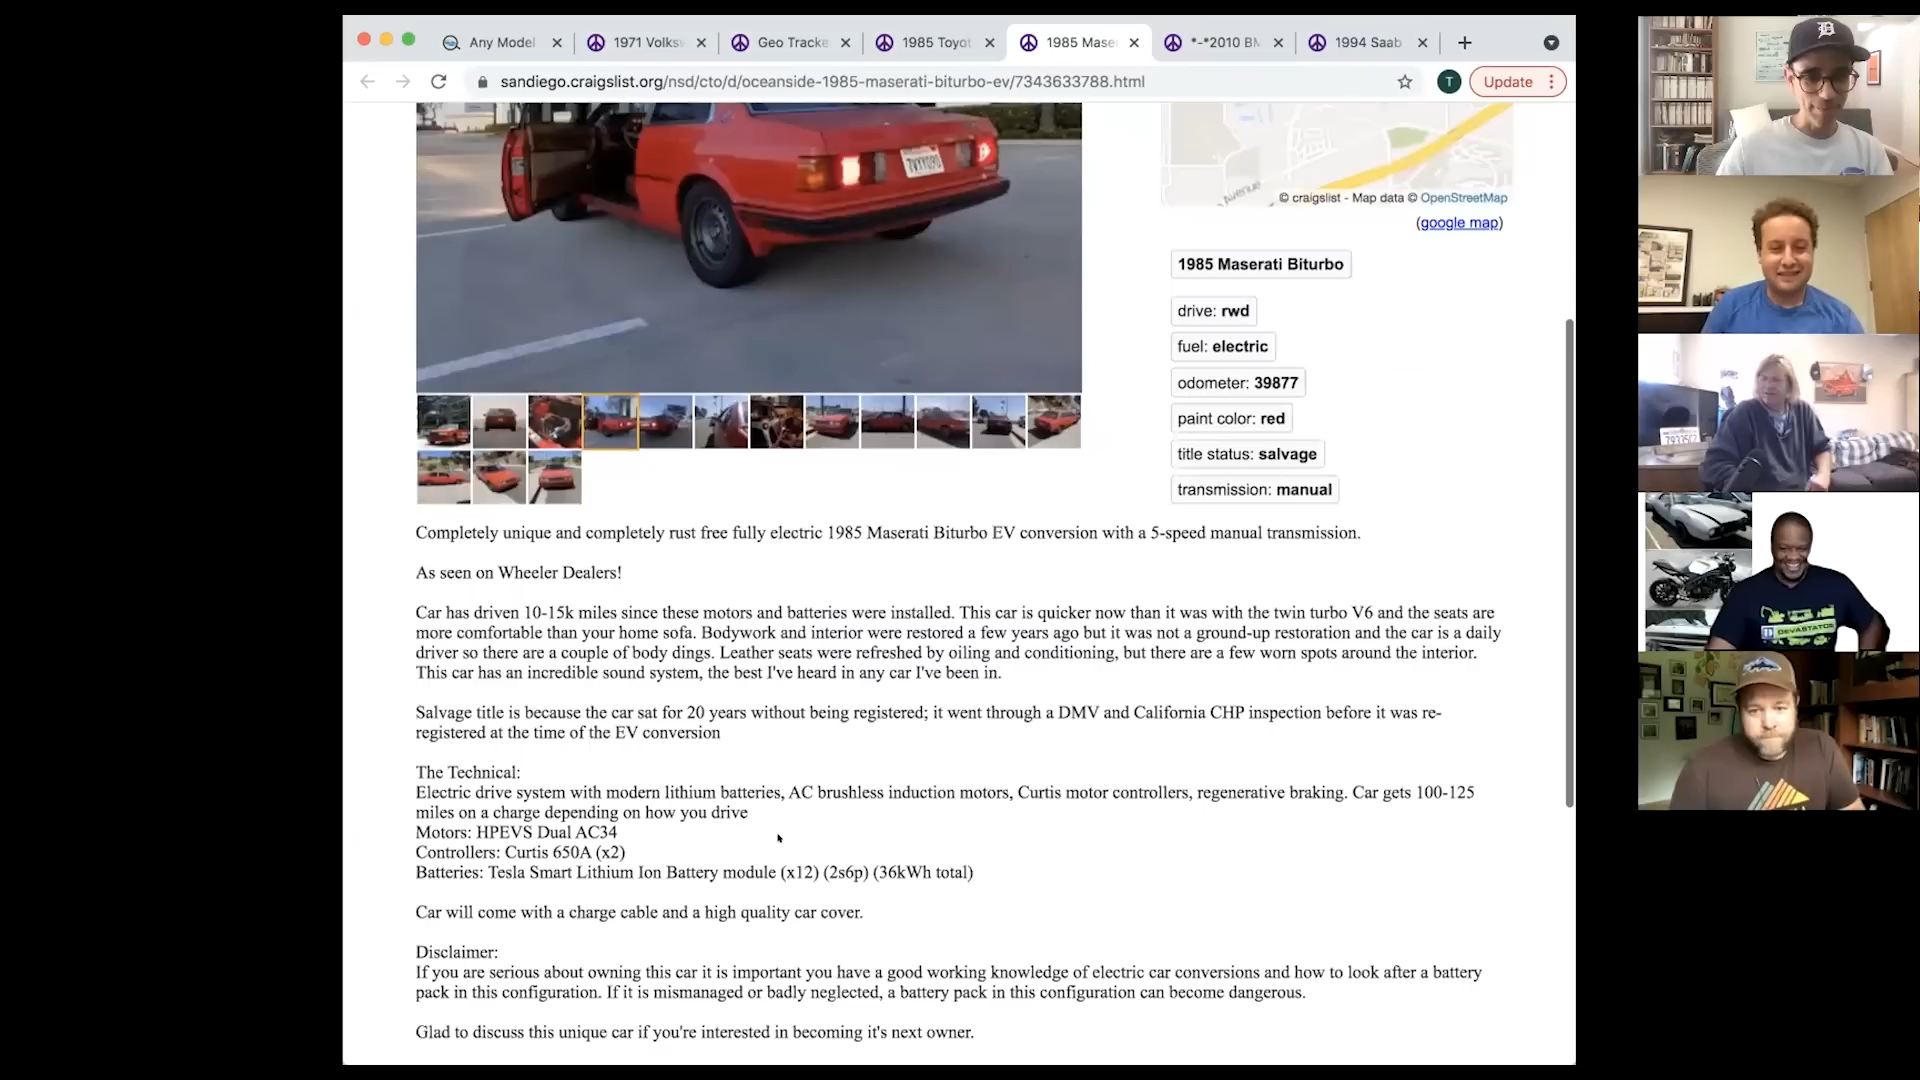 Any Model
1971 Volksw
Geo Tracke
1985 Toyot
1985 Mase
*-*2010 BM
1994 Saab
sandiego.craigslist.org/nsd/cto/d/oceanside-1985-maserati-biturbo-ev/7343633788.html
T
Update
7VYY090
© craigslist - Map data © OpenStreetMap
(google map)
1985 Maserati Biturbo
drive: rwd
fuel: electric
odometer: 39877
paint color: red
title status: salvage
transmission: manual
Completely unique and completely rust free fully electric 1985 Maserati Biturbo EV conversion with a 5-speed manual transmission.
As seen on Wheeler Dealers!
Car has driven 10-15k miles since these motors and batteries were installed. This car is quicker now than it was with the twin turbo V6 and the seats are
more comfortable than your home sofa. Bodywork and interior were restored a few years ago but it was not a ground-up restoration and the car is a daily
driver so there are a couple of body dings. Leather seats were refreshed by oiling and conditioning, but there are a few worn spots around the interior.
This car has an incredible sound system, the best I've heard in any car I've been in.
Salvage title is because the car sat for 20 years without being registered; it went through a DMV and California CHP inspection before it was re-
registered at the time of the EV conversion
The Technical:
Electric drive system with modern lithium batteries, AC brushless induction motors, Curtis motor controllers, regenerative braking. Car gets 100-125
miles on a charge depending on how you drive
Motors: HPEVS Dual AC34
Controllers: Curtis 650A (x2)
Batteries: Tesla Smart Lithium Ion Battery module (x12) (2s6p) (36kWh total)
Car will come with a charge cable and a high quality car cover.
Disclaimer:
If you are serious about owning this car it is important you have a good working knowledge of electric car conversions and how to look after a battery
pack in this configuration. If it is mismanaged or badly neglected, a battery pack in this configuration can become dangerous.
Glad to discuss this unique car if you're interested in becoming it's next owner.
DEVASTATOR